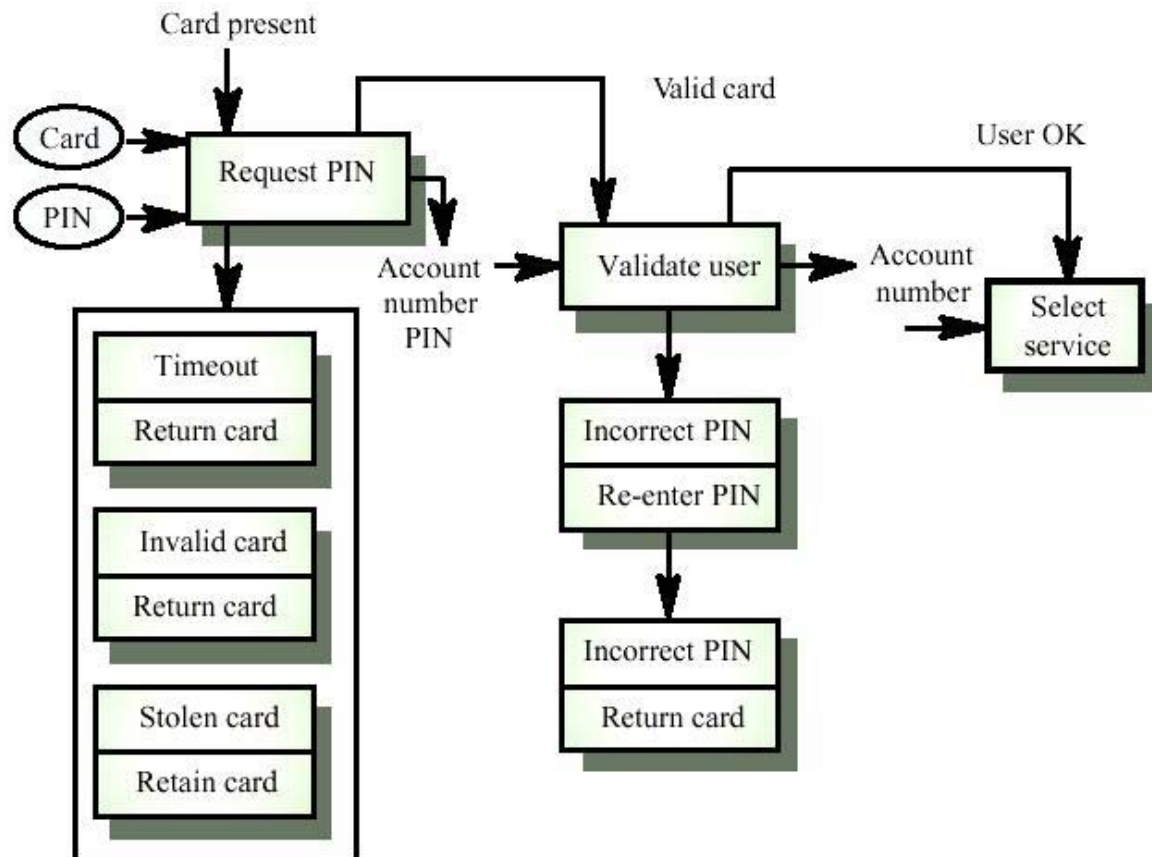 Card present
Valid card
User OK
Card
Request PIN
PIN
Account
number
PIN
Validate user
Account
number
Select
service
Timeout
Return card
Invalid card
Return card
Stolen card
Retain card
Incorrect PIN
Re-enter PIN
Incorrect PIN
Return card